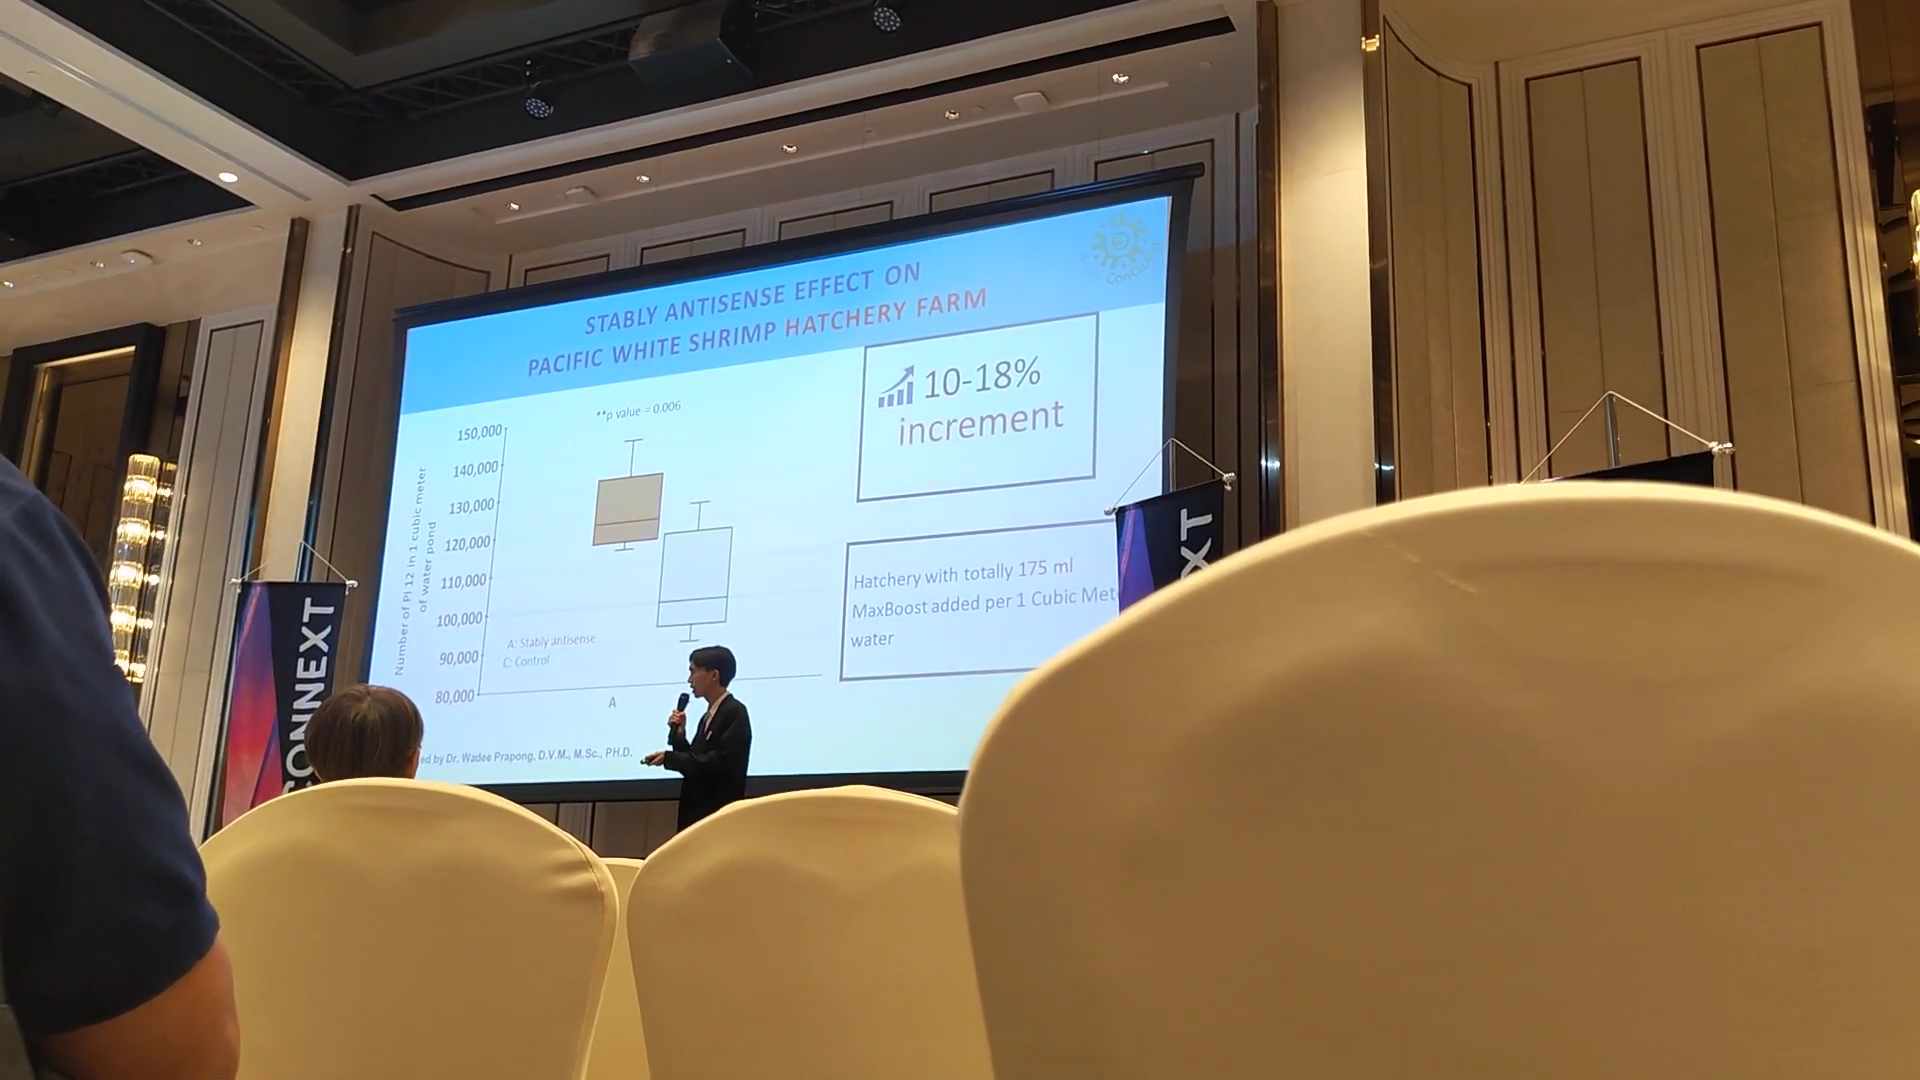 STABLY ANTISENSE EFFECT ON
PACIFIC WHITE SHRIMP HATCHERY FARM
**p value = 0.006
10-18%
increment
150,000
140,000
130,000
120,000
110,000
100,000
90,000
80,000
Number of Pl 12 in 1 cubic meter
of water pond
A: Stably antisense
C: Control
A
Hatchery with totally 175 ml
MaxBoost added per 1 Cubic
water
by Dr. Wadee Prapong, D.V.M., M.Sc., PH.D.
CONNEXT
XT